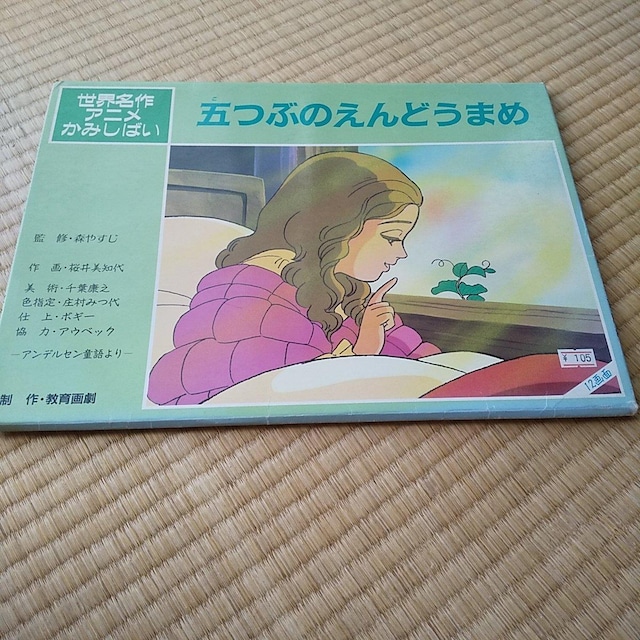 世界名作
アニメ
かみしばい
五つぶのえんどうまめ
監 修・森やすじ
作 画・桜井美知代
美 術・千葉康之
色指定・庄村みつ代
仕 上・ボギー
協 力・アウベック
―アンデルセン童話より―
制 作・教育画劇
¥105
12画面